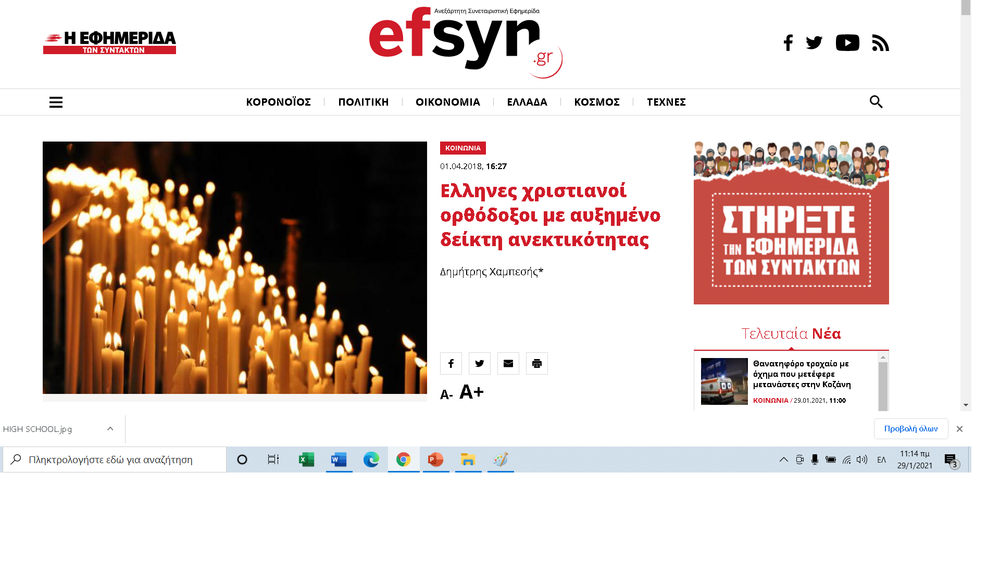 Ανεξάρτητη Συνεταιριστική Εφημερίδα
Η ΕΦΗΜΕΡΙΔΑ
ΤΩΝ ΣΥΝΤΑΚΤΩΝ
efsyn
.gr
ΚΟΡΟΝΟΪΟΣ ΠΟΛΙΤΙΚΗ ΟΙΚΟΝΟΜΙΑ ΕΛΛΑΔΑ ΚΟΣΜΟΣ ΤΕΧΝΕΣ
ΚΟΙΝΩΝΙΑ
01.04.2018, 16:27
Ελληνες χριστιανοί
ορθόδοξοι με αυξημένο
δείκτη ανεκτικότητας
Δημήτρης Χαμπεσής*
A- A+
ΣΤΗΡΙΞΤΕ
ΤΗΝ ΕΦΗΜΕΡΙΔΑ
ΤΩΝ ΣΥΝΤΑΚΤΩΝ
Τελευταία Νέα
Θανατηφόρο τροχαίο με
όχημα που μετέφερε
μετανάστες στην Κοζάνη
ΚΟΙΝΩΝΙΑ / 29.01.2021, 11:00
HIGH SCHOOL.jpg
Προβολή όλων
Πληκτρολογήστε εδώ για αναζήτηση
ΕΛ
11:14 πμ
29/1/2021
3